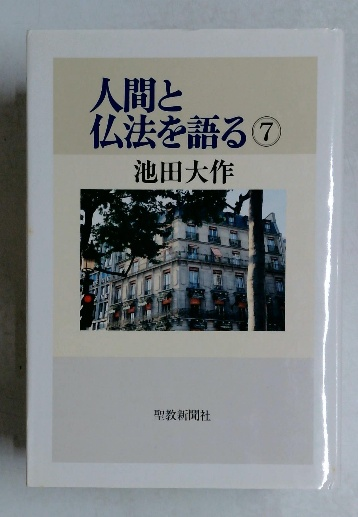 人間と
仏法を語る⑦
池田大作
聖教新聞社